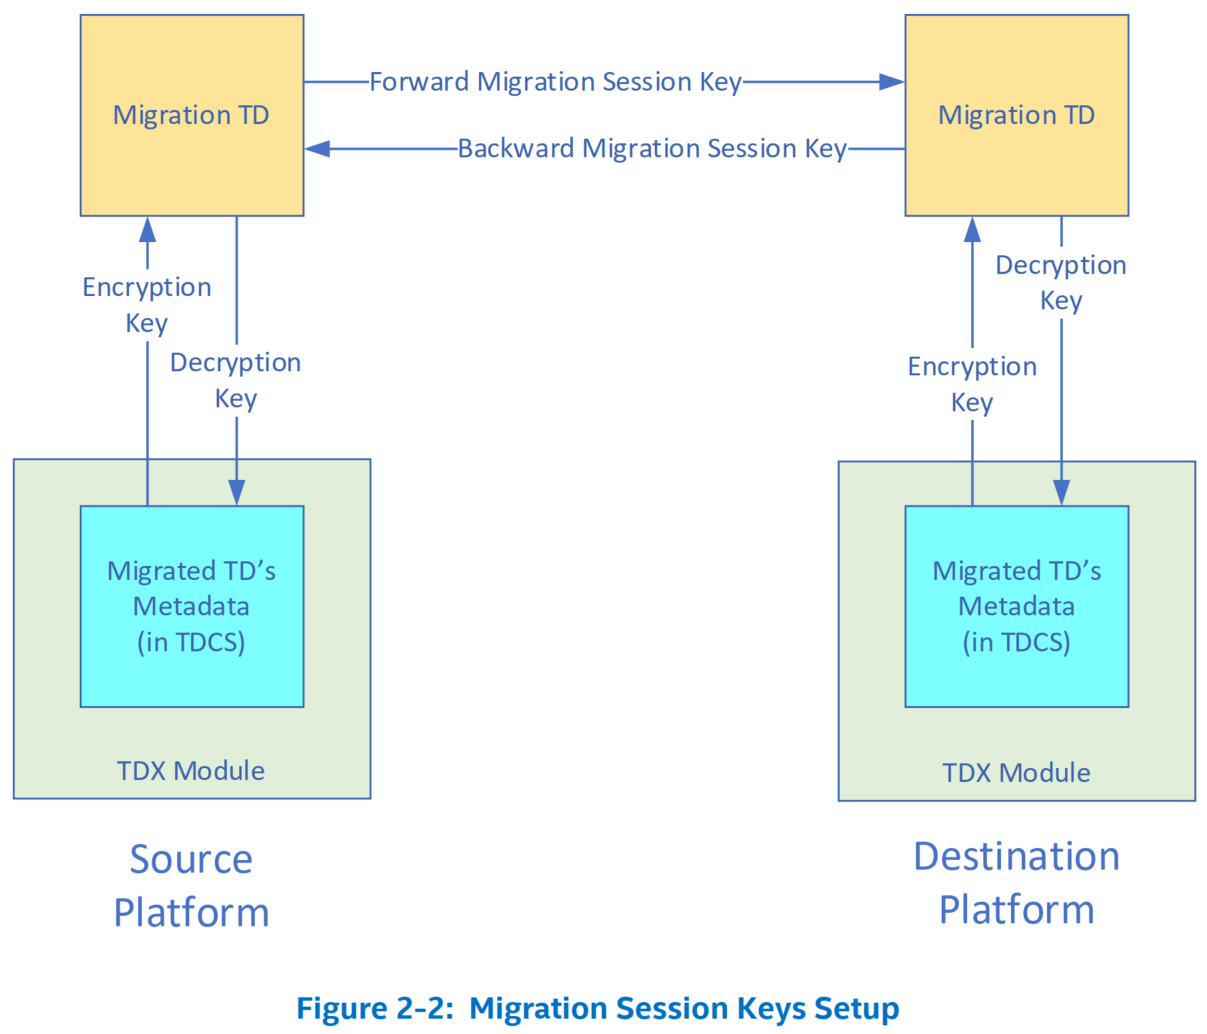 Migration TD
Forward Migration Session Key
Backward Migration Session Key
Migration TD
Encryption
Key
Decryption
Key
Decryption
Key
Encryption
Key
Migrated TD’s
Metadata
(in TDCS)
TDX Module
Migrated TD’s
Metadata
(in TDCS)
TDX Module
Source
Platform
Destination
Platform
Figure 2-2: Migration Session Keys Setup